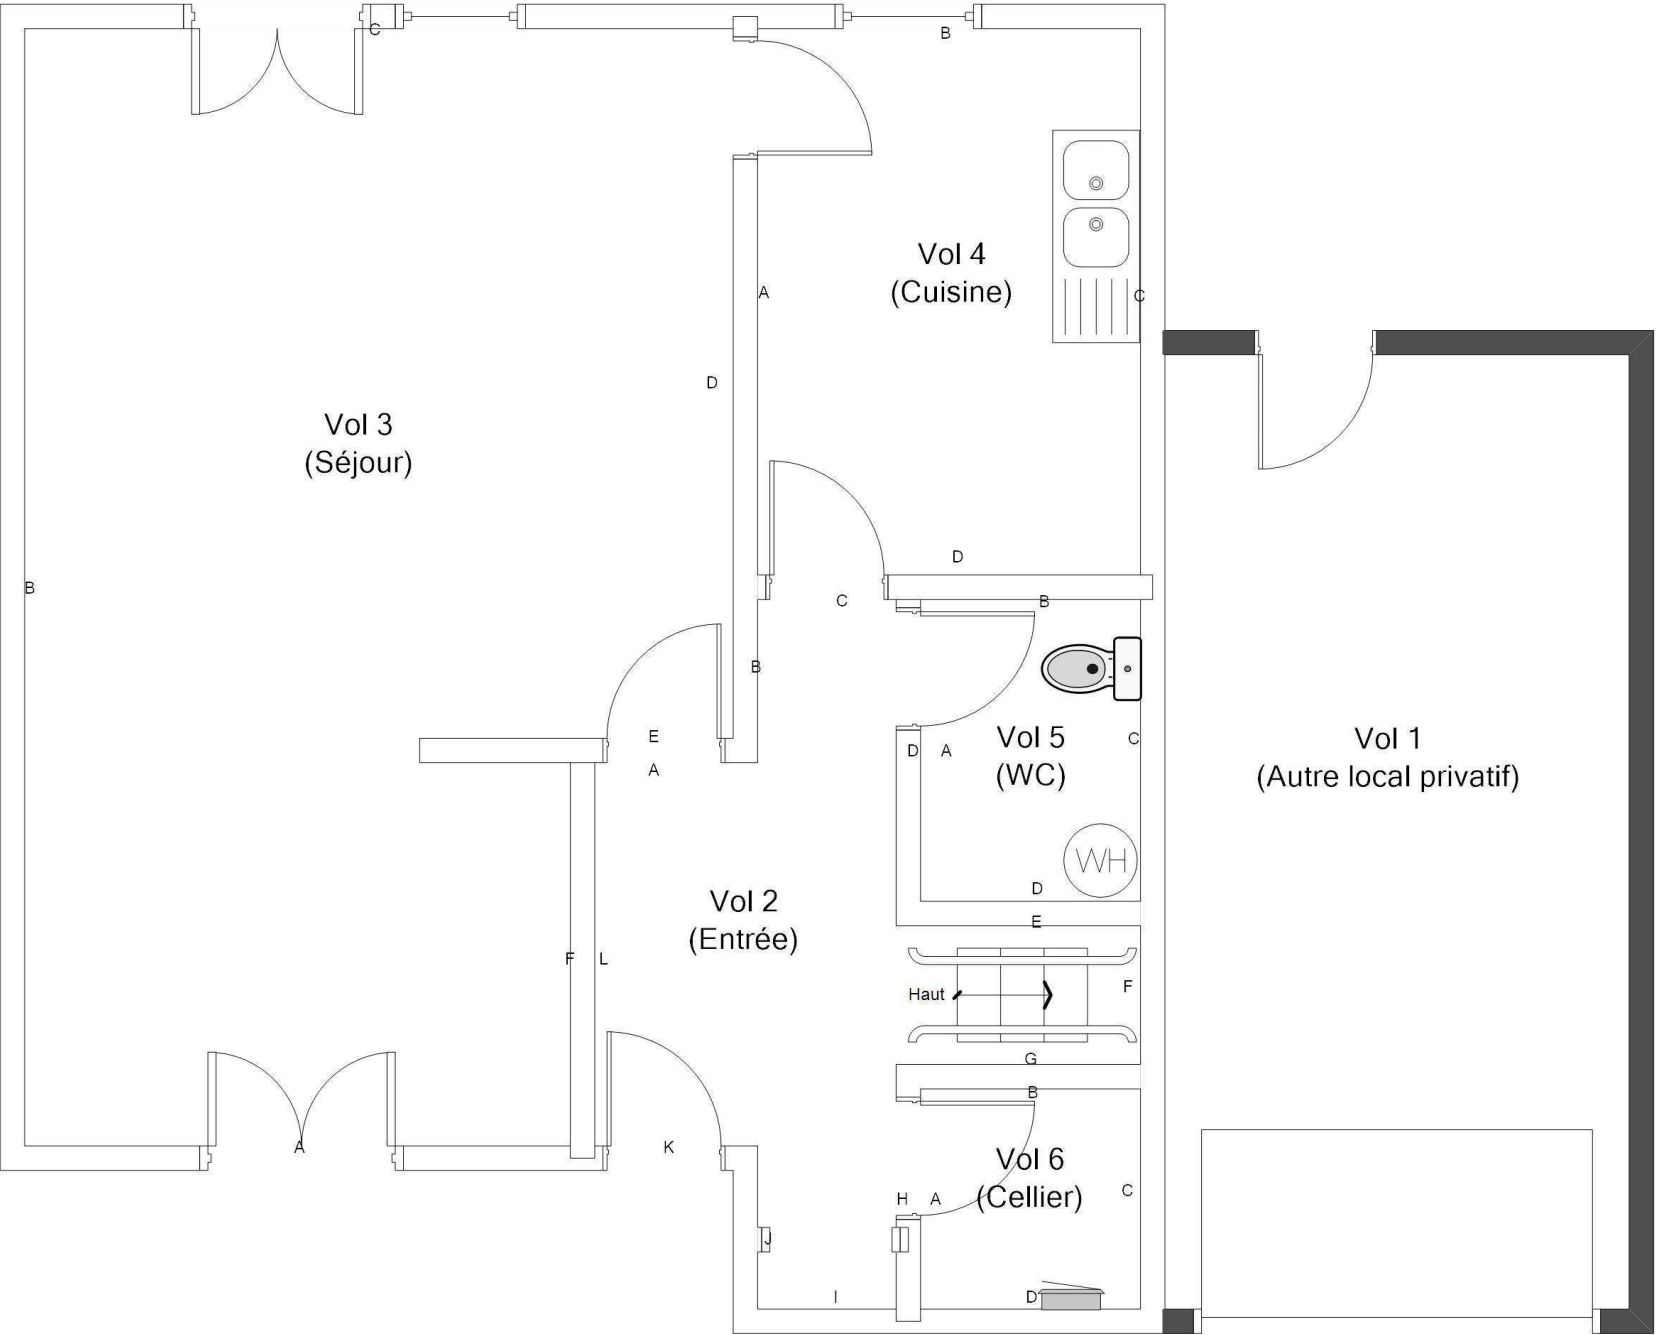 C
B
Vol 4
(Cuisine)
A
C
D
Vol 3
(Séjour)
D
B
C
B
B
E
A
D
A
Vol 5
(WC)
C
Vol 1
(Autre local privatif)
WH
D
E
Vol 2
(Entrée)
F
L
Haut
F
G
B
A
K
Vol 6
(Cellier)
H
A
C
J
I
D